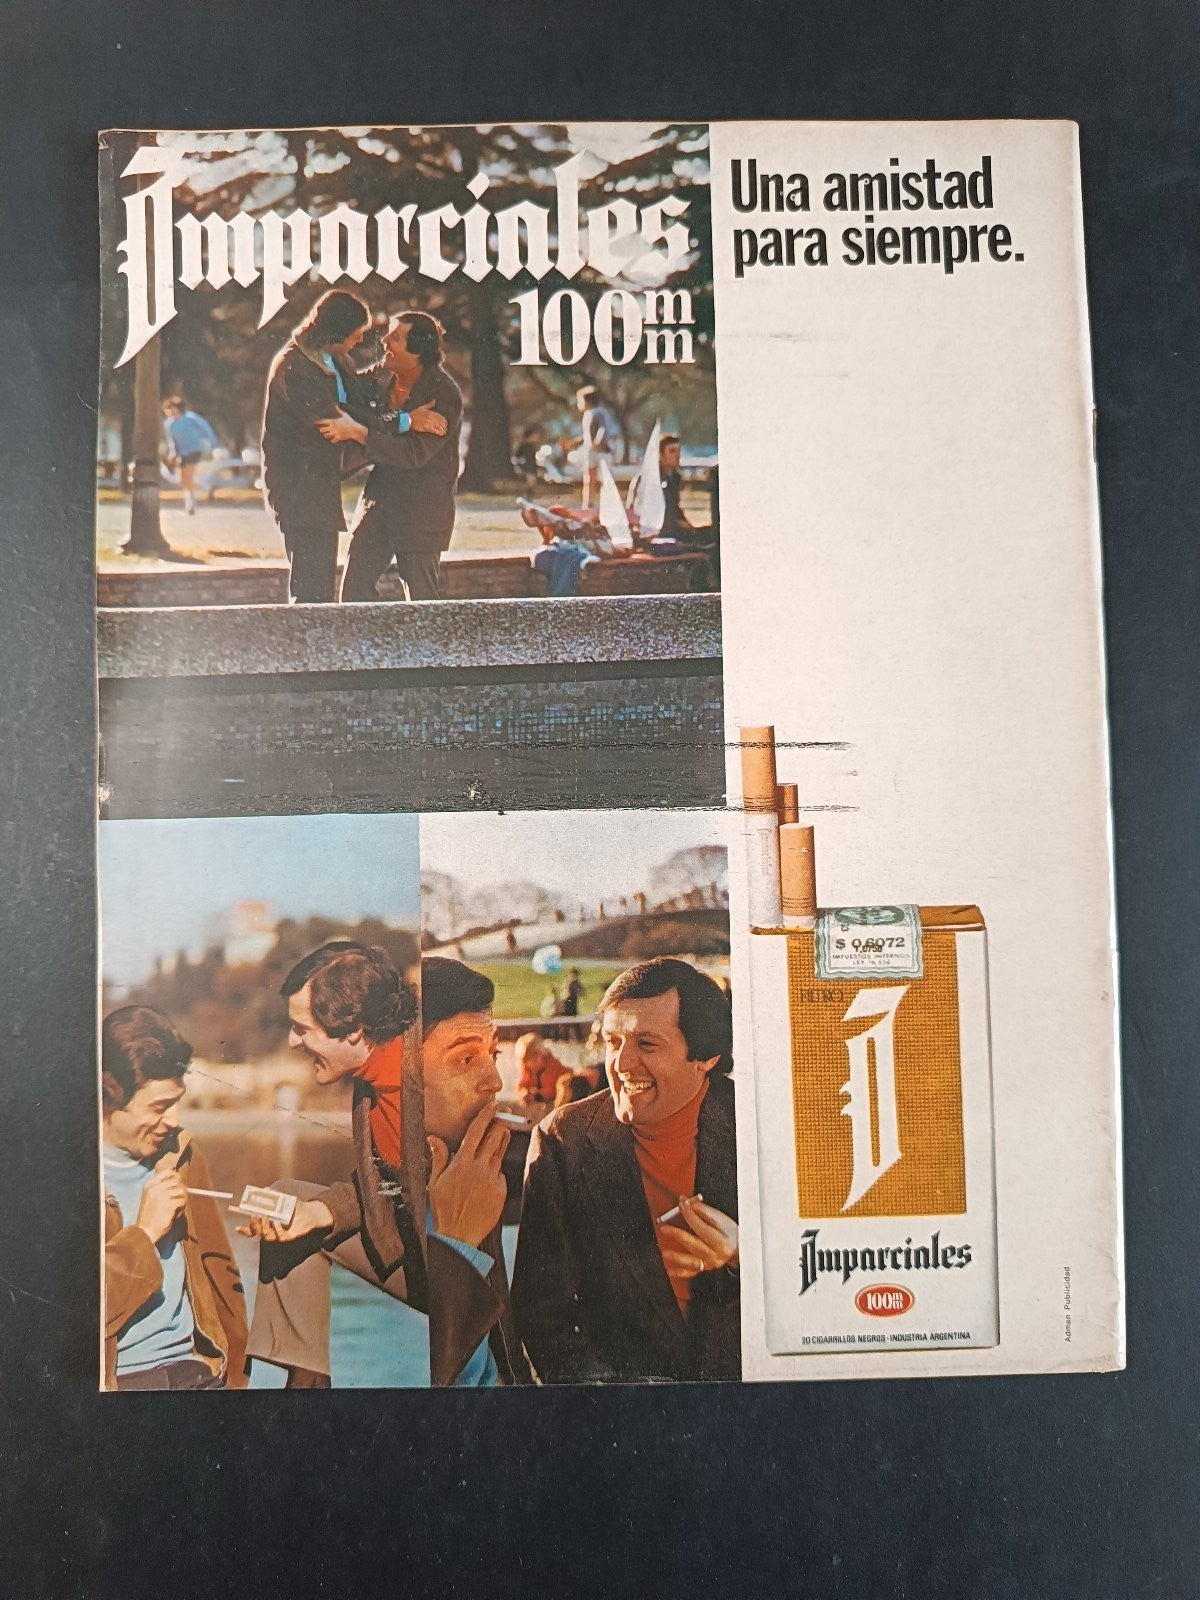 Imparciales
100mm
Una amistad
para siempre.
$ 0,6072
IMPUESTOS INTERNOS
FILTRO
Imparciales
100mm
20 CIGARRILLOS NEGROS - INDUSTRIA ARGENTINA
Adman Publicidad